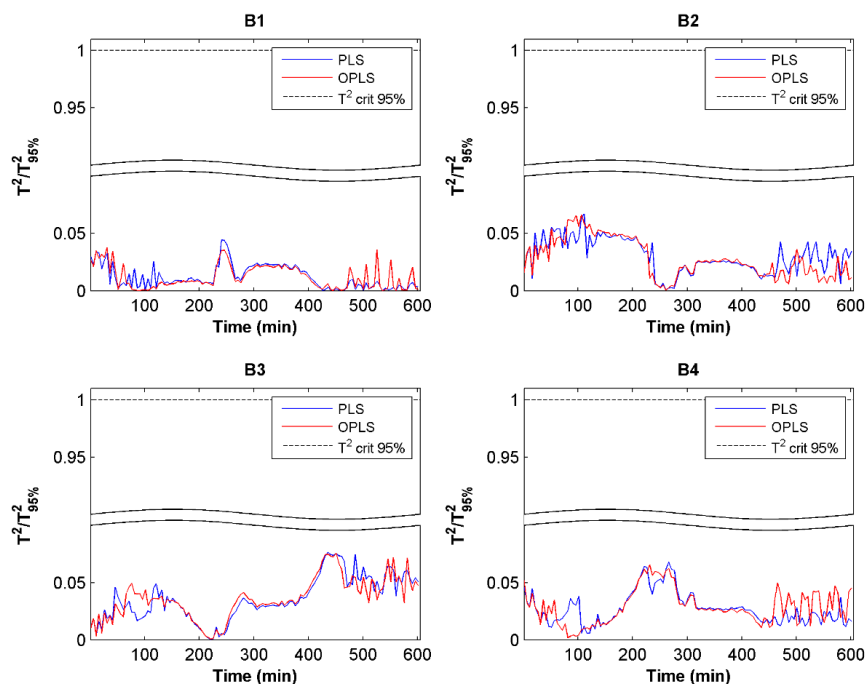 B1
1
0.95
0.05
0
T²/T²95%
PLS
OPLS
T² crit 95%
100 200 300 400 500 600
Time (min)
B2
1
0.95
0.05
0
T²/T²95%
PLS
OPLS
T² crit 95%
100 200 300 400 500 600
Time (min)
B3
1
0.95
0.05
0
T²/T²95%
PLS
OPLS
T² crit 95%
100 200 300 400 500 600
Time (min)
B4
1
0.95
0.05
0
T²/T²95%
PLS
OPLS
T² crit 95%
100 200 300 400 500 600
Time (min)